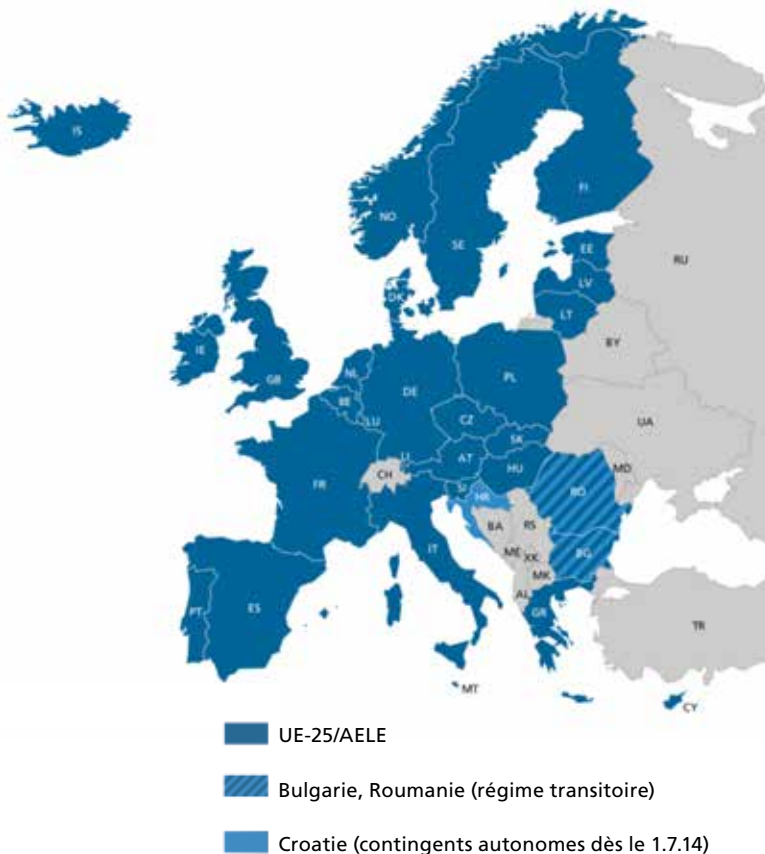 IS
FI
NO
SE
EE
RU
LV
DK
LT
BY
IE
NL
GB
DE
PL
BE
UA
LU
CZ
SK
LI
AT
MD
CH
HU
FR
RO
SI
HR
BA
RS
IT
ME
XK
BG
MK
AL
PT
ES
GR
TR
MT
CY
UE-25/AELE
Bulgarie, Roumanie (régime transitoire)
Croatie (contingents autonomes dès le 1.7.14)